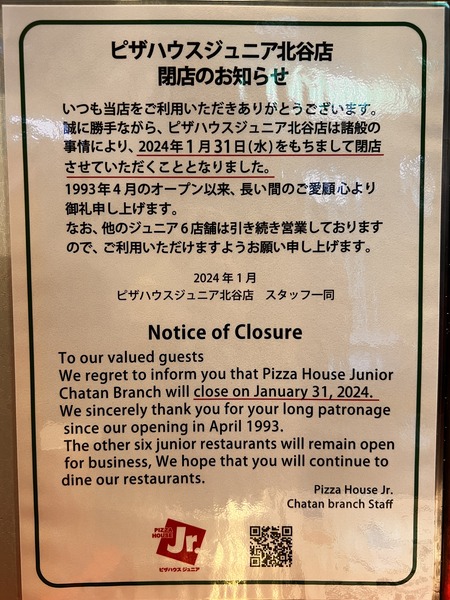 ピザハウスジュニア北谷店
閉店のお知らせ
いつも当店をご利用いただきありがとうございます。
誠に勝手ながら、ピザハウスジュニア北谷店は諸般の
事情により、2024年1月31日(水)をもちまして閉店
させていただくこととなりました。
1993年4月のオープン以来、長い間のご愛顧心より
御礼申し上げます。
なお、他のジュニア6店舗は引き続き営業しております
ので、ご利用いただけますようお願い申し上げます。
2024年1月
ピザハウスジュニア北谷店　スタッフ一同
Notice of Closure
To our valued guests
We regret to inform you that Pizza House Junior
Chatan Branch will close on January 31, 2024.
We sincerely thank you for your long patronage
since our opening in April 1993.
The other six junior restaurants will remain open
for business, We hope that you will continue to
dine our restaurants.
Pizza House Jr.
Chatan branch Staff
PIZZA
HOUSE
Jr.
ピザハウス ジュニア